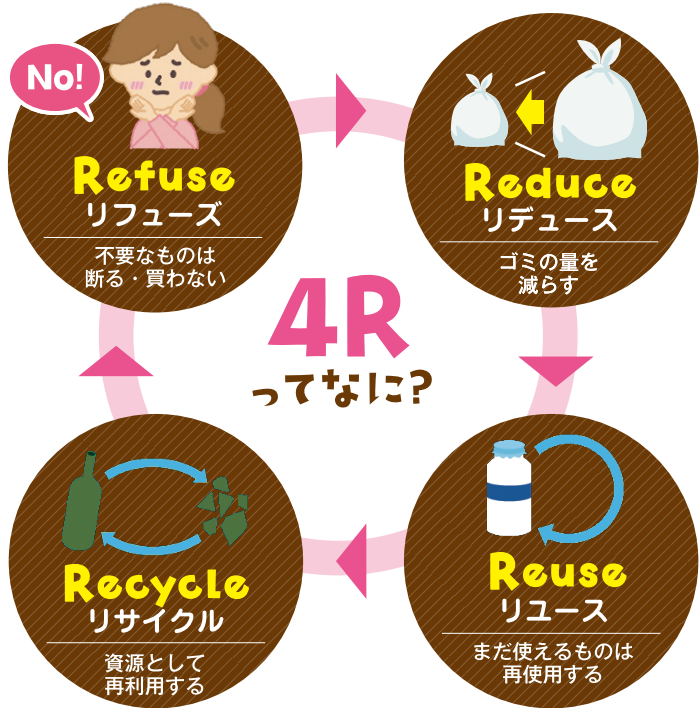 No!
Refuse
リフューズ
不要なものは
断る・買わない
Reduce
リデュース
ゴミの量を
減らす
4R
ってなに?
Recycle
リサイクル
資源として
再利用する
Reuse
リユース
まだ使えるものは
再使用する